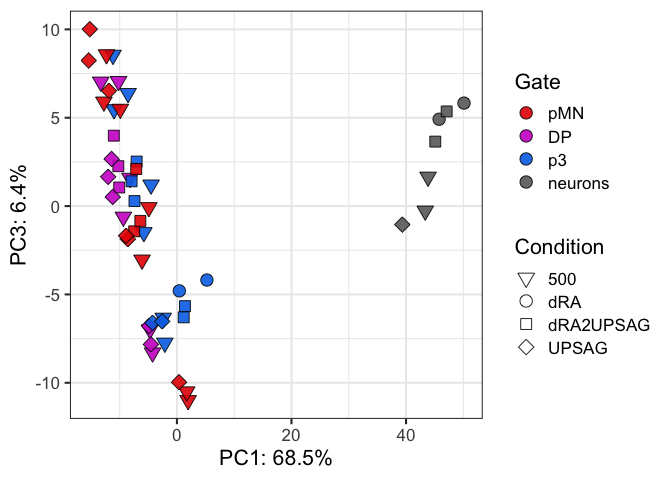 10
5
0
-5
-10
0
20
40
PC1: 68.5%
PC3: 6.4%
Gate
pMN
DP
p3
neurons
Condition
500
dRA
dRA2UPSAG
UPSAG